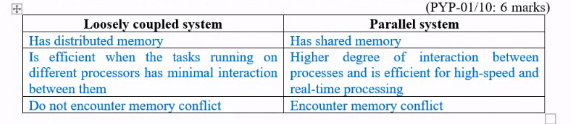 (PYP-01/10: 6 marks)
Loosely coupled system
Parallel system
Has distributed memory
Has shared memory
Is efficient when the tasks running on
different processors has minimal interaction
between them
Higher degree of interaction between
processes and is efficient for high-speed and
real-time processing
Do not encounter memory conflict
Encounter memory conflict